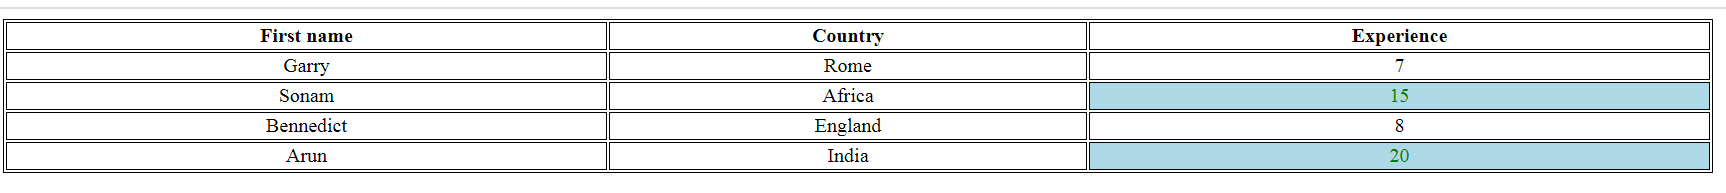 First name Country Experience
Garry Rome 7
Sonam Africa 15
Bennedict England 8
Arun India 20